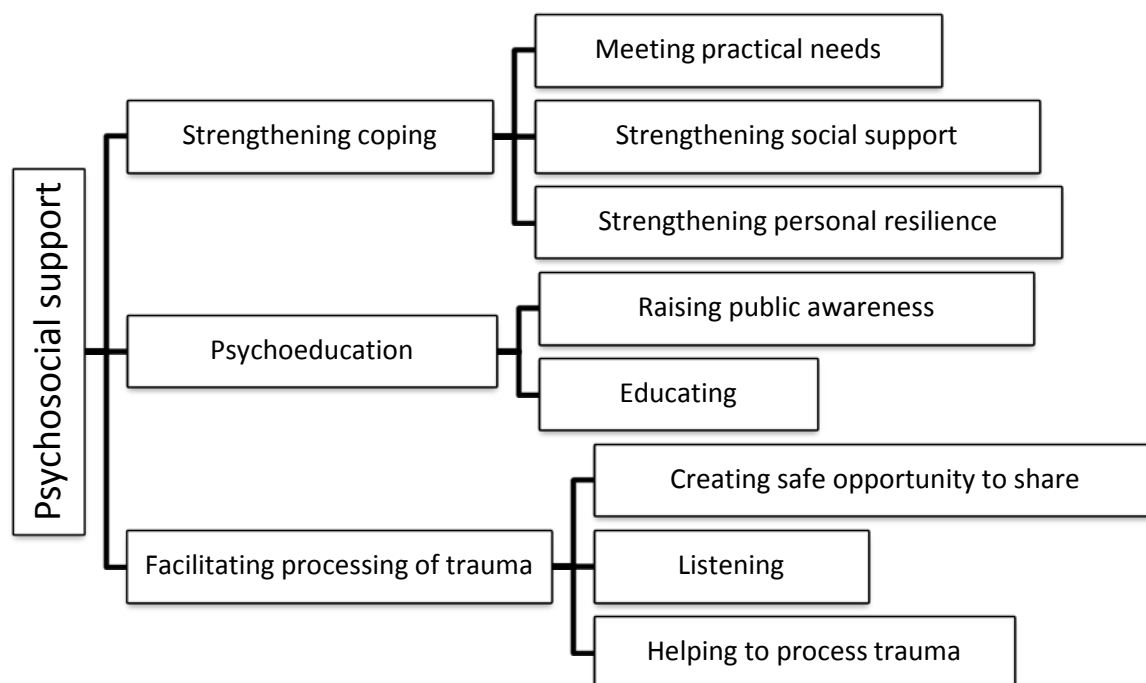 Psychosocial support
Strengthening coping
Meeting practical needs
Strengthening social support
Strengthening personal resilience
Psychoeducation
Raising public awareness
Educating
Facilitating processing of trauma
Creating safe opportunity to share
Listening
Helping to process trauma